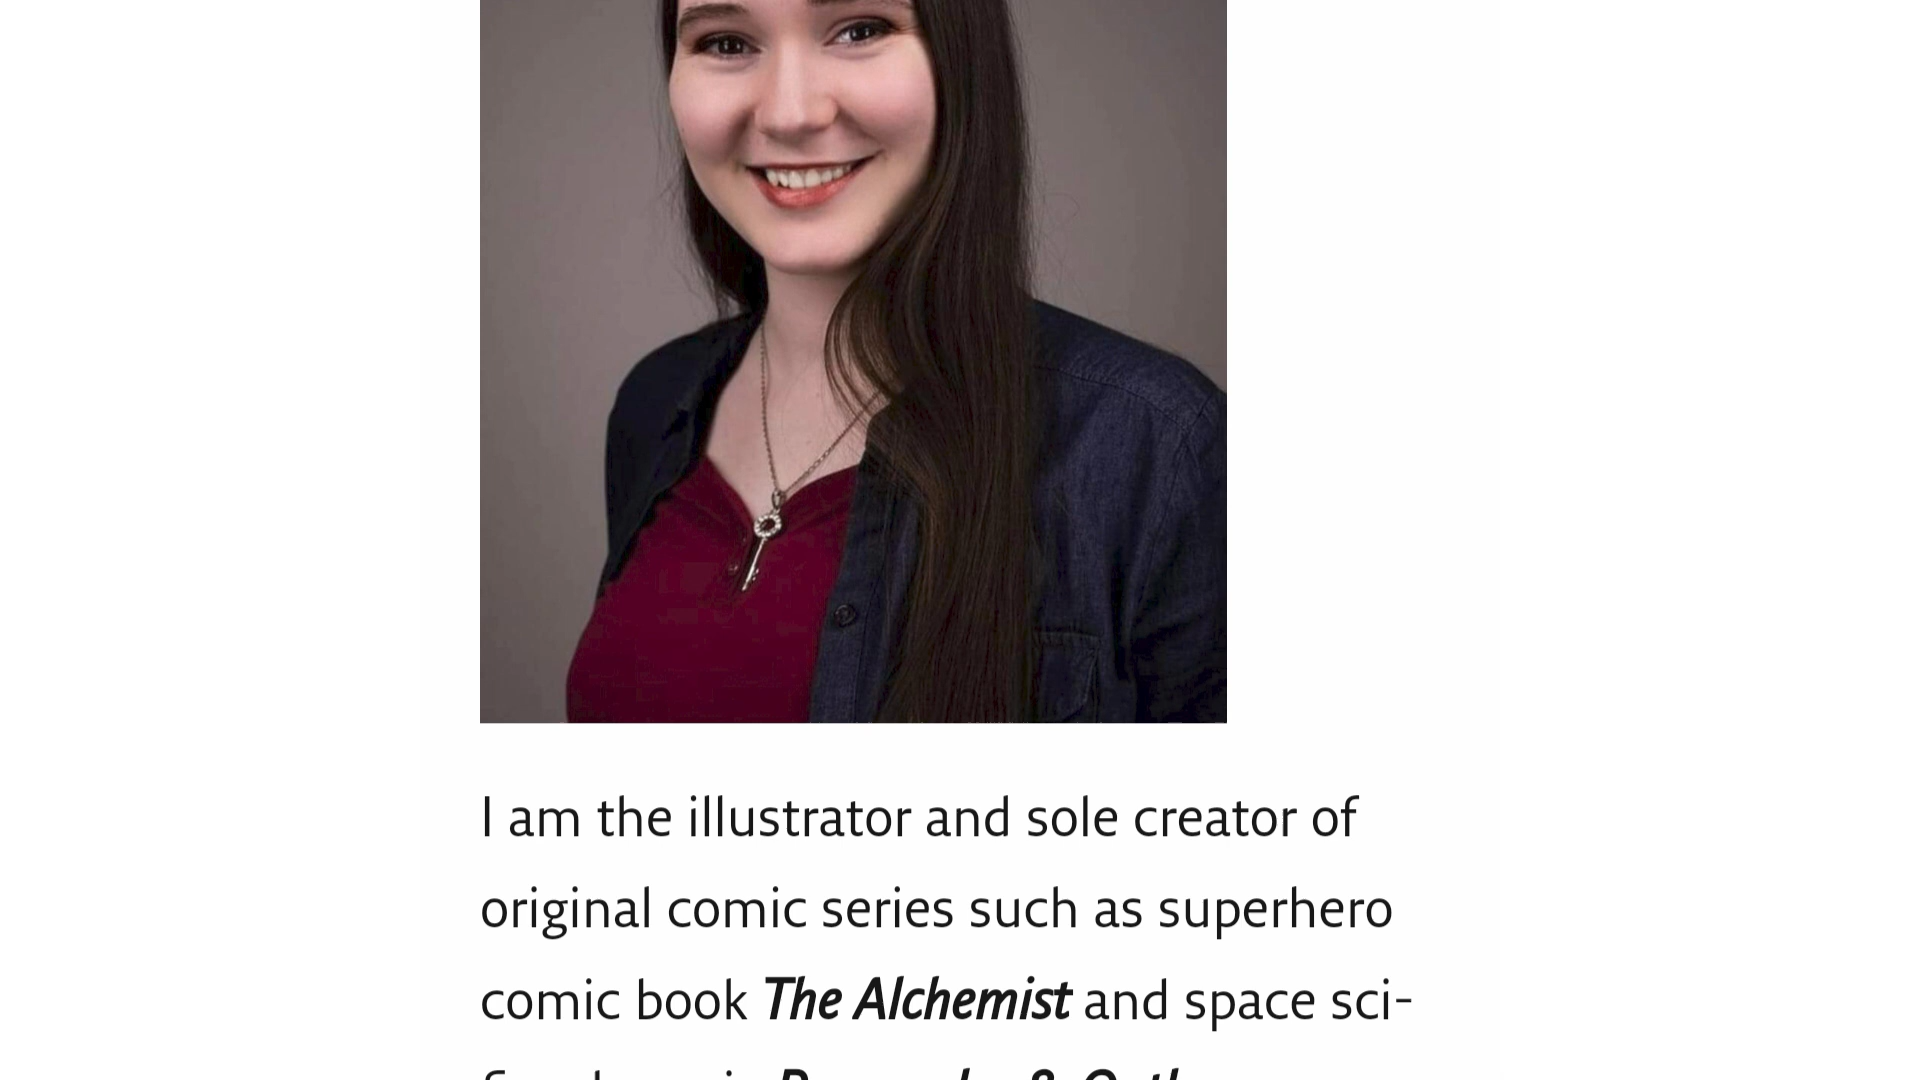 I am the illustrator and sole creator of
original comic series such as superhero
comic book The Alchemist and space sci-